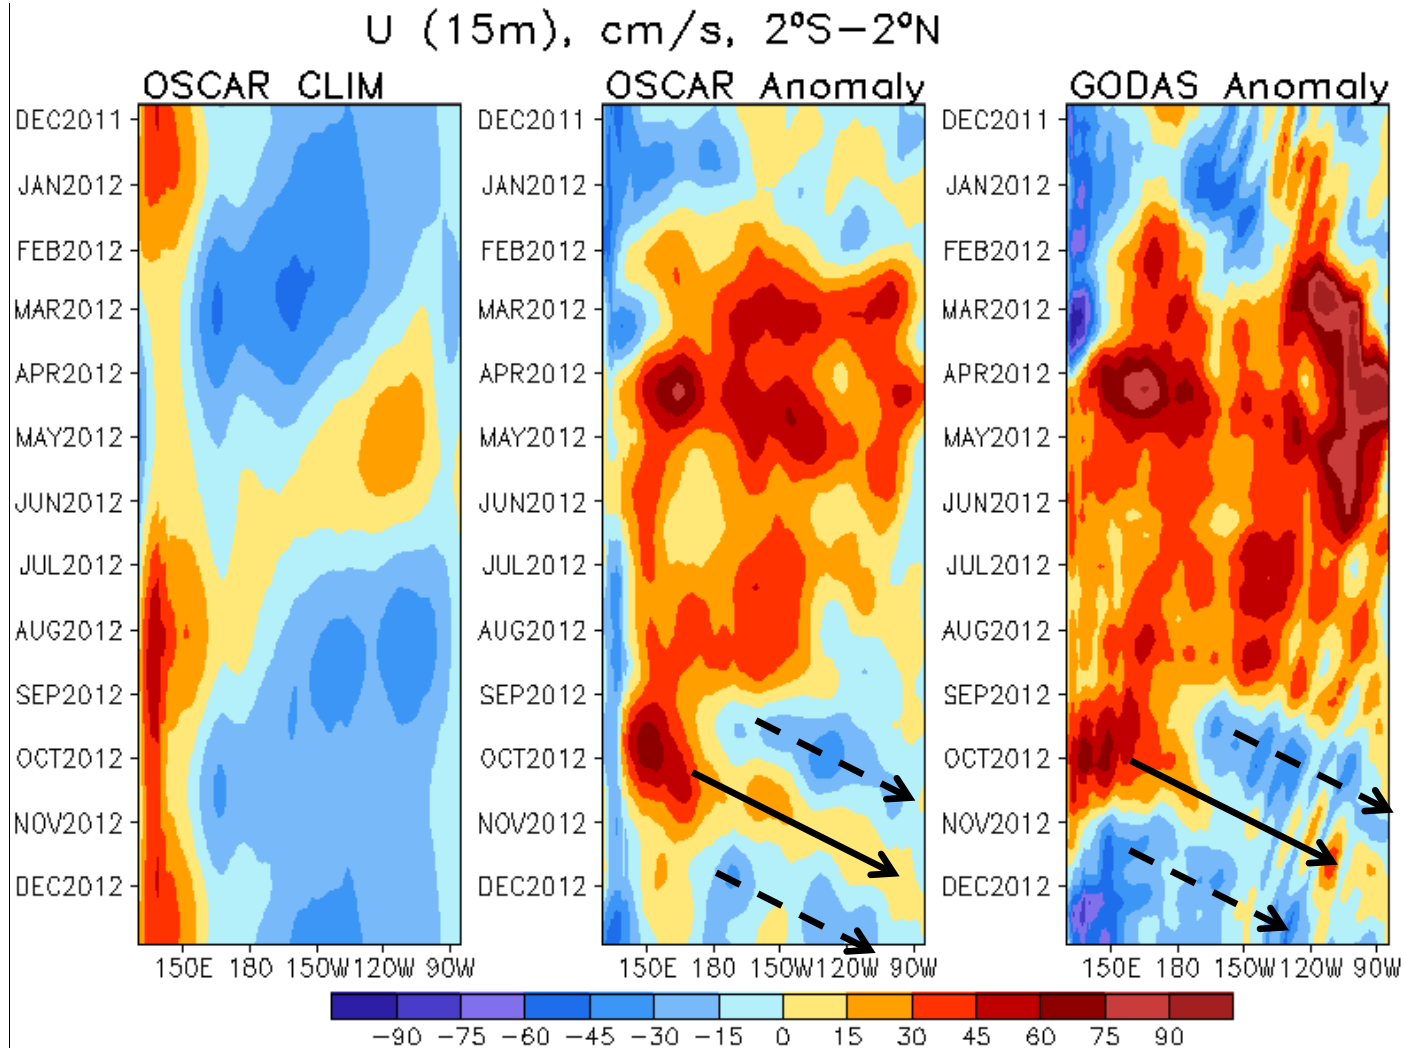 U (15m), cm/s, 2°S−2°N
OSCAR CLIM
OSCAR Anomaly
GODAS Anomaly
DEC2011
JAN2012
FEB2012
MAR2012
APR2012
MAY2012
JUN2012
JUL2012
AUG2012
SEP2012
OCT2012
NOV2012
DEC2012
150E 180 150W 120W 90W
DEC2011
JAN2012
FEB2012
MAR2012
APR2012
MAY2012
JUN2012
JUL2012
AUG2012
SEP2012
OCT2012
NOV2012
DEC2012
150E 180 150W 120W 90W
DEC2011
JAN2012
FEB2012
MAR2012
APR2012
MAY2012
JUN2012
JUL2012
AUG2012
SEP2012
OCT2012
NOV2012
DEC2012
150E 180 150W 120W 90W
−90 −75 −60 −45 −30 −15 0 15 30 45 60 75 90